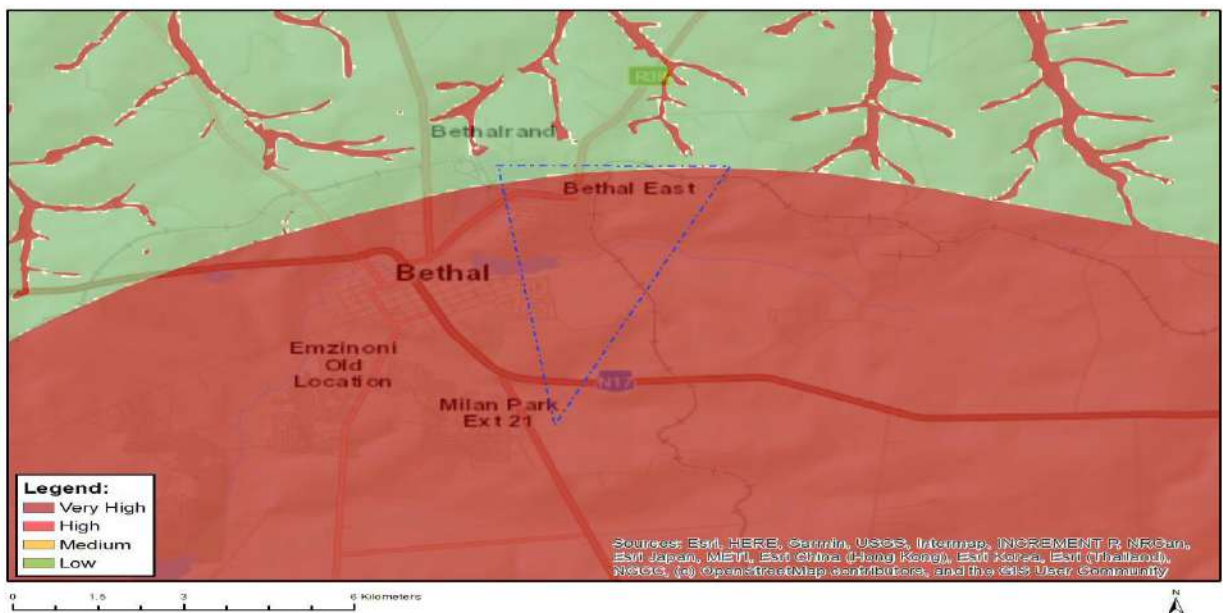 Bethalrand
Bethal East
Bethal
Emzinoni
Old
Location
Milan Park
Ext 21
N17
Legend:
Very High
High
Medium
Low
Sources: Esri, HERE, Garmin, USGS, Intermap, INCREMENT P, NRCan,
Esri Japan, METI, Esri China (Hong Kong), Esri Korea, Esri (Thailand),
NGCC, (c) OpenStreetMap contributors, and the GIS User Community
0 1.5 3 6 Kilometers
N